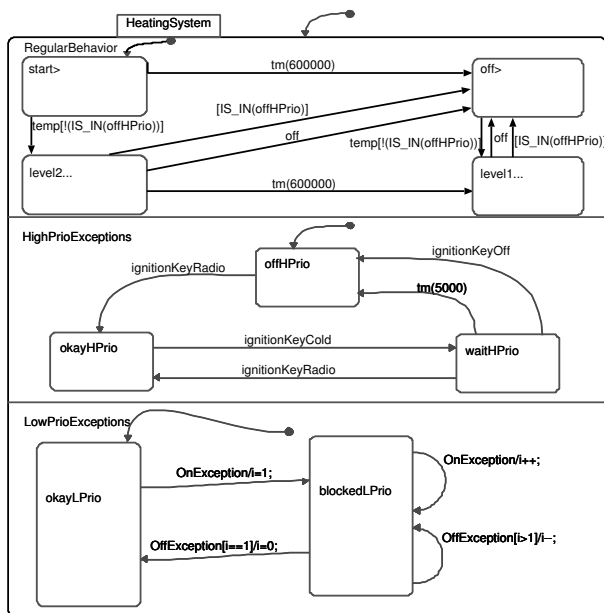 HeatingSystem
RegularBehavior
start>
tm(600000)
off>
[IS_IN(offHPrio)]
temp[!(IS_IN(offHPrio))]
off
temp[!(IS_IN(offHPrio))]
off
[IS_IN(offHPrio)]
level2...
level1...
tm(600000)
HighPrioExceptions
offHPrio
ignitionKeyOff
ignitionKeyRadio
tm(5000)
okayHPrio
ignitionKeyCold
waitHPrio
ignitionKeyRadio
LowPrioExceptions
OnException/i=1;
OnException/i++;
okayLPrio
blockedLPrio
OffException[i==1]/i=0;
OffException[i>1]/i--;